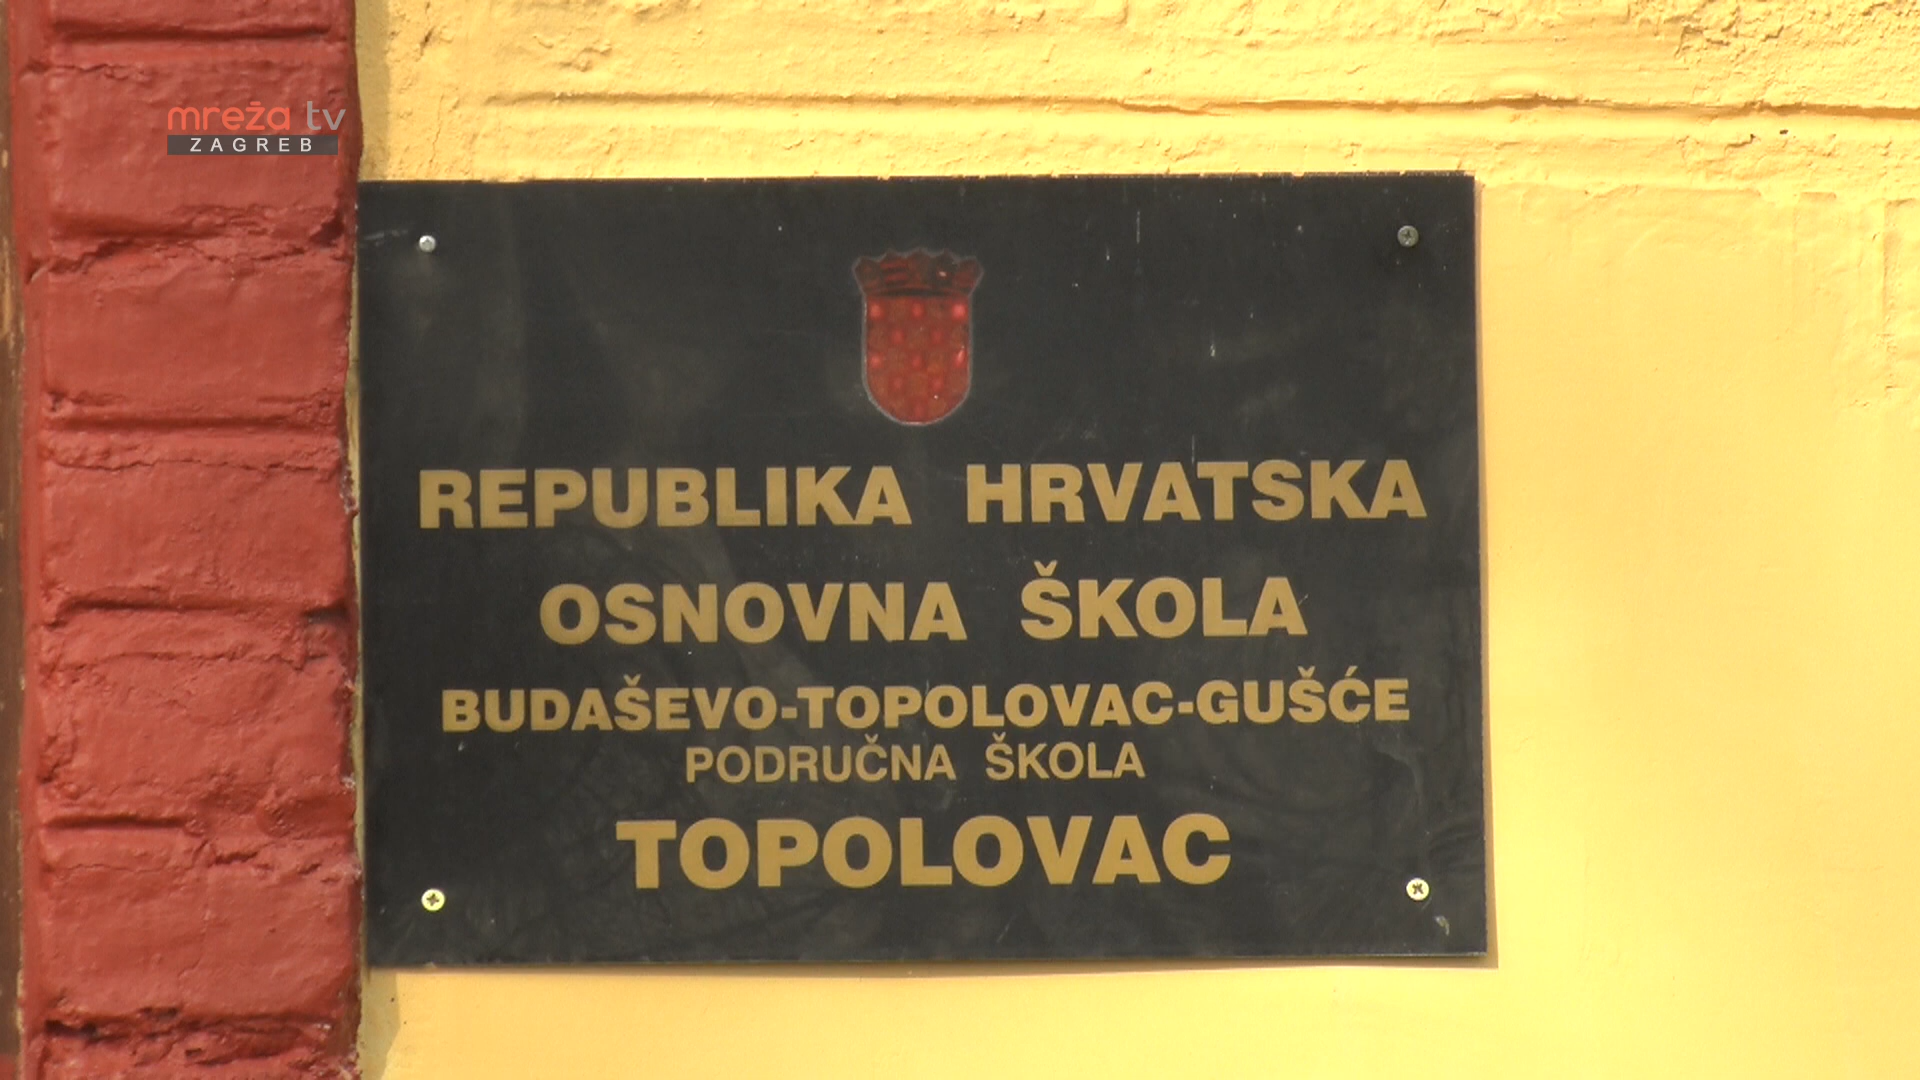 mreža tv
ZAGREB
REPUBLIKA HRVATSKA
OSNOVNA ŠKOLA
BUDAŠEVO-TOPOLOVAC-GUŠĆE
PODRUČNA ŠKOLA
TOPOLOVAC